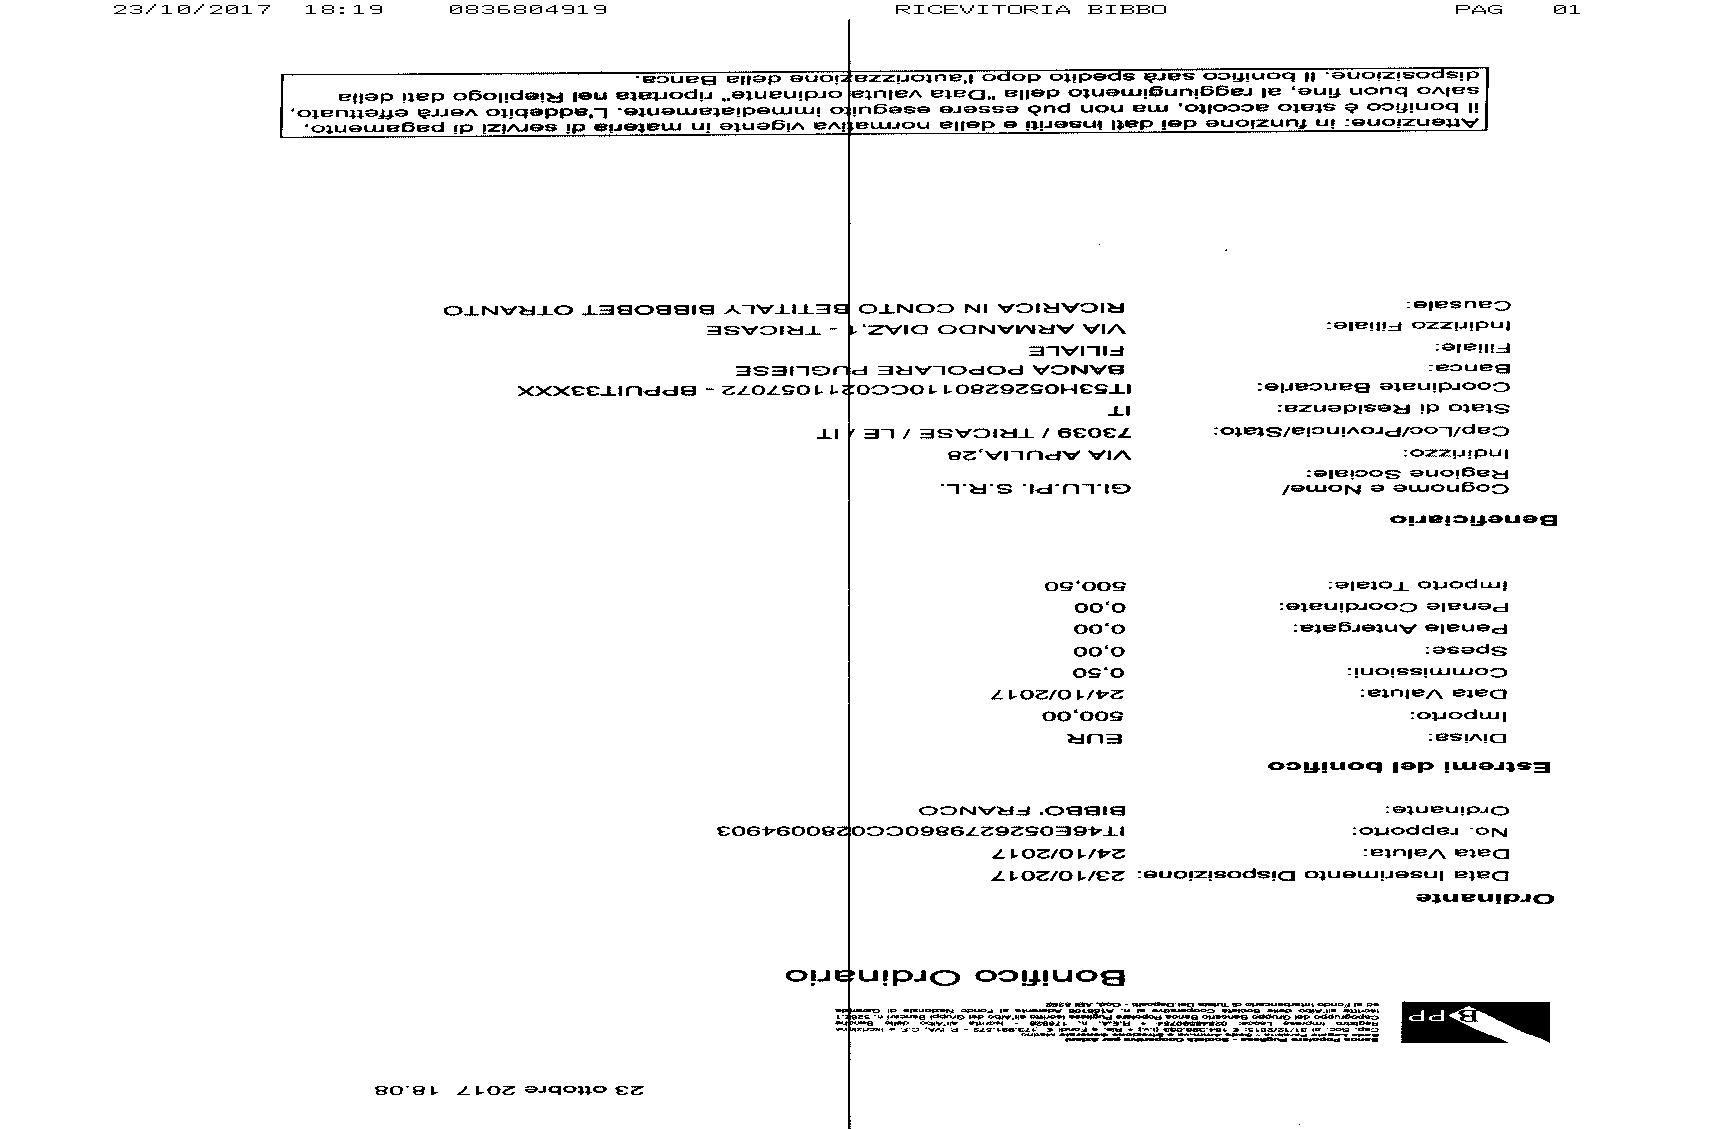 23/10/2017 18:19 0836804919 RICEVITORIA BIBBO PAG 01
23 ottobre 2017 18.08
BPP
Banca Popolare Pugliese - Società Cooperativa per Azioni
Bonifico Ordinario
Ordinante
Data Inserimento Disposizione: 23/10/2017
Data Valuta: 24/10/2017
No. rapporto: IT46E0526279860CC0280094903
Ordinante: BIBBO' FRANCO
Estremi del bonifico
Divisa: EUR
Importo: 500,00
Data Valuta: 24/10/2017
Commissioni: 0,50
Spese: 0,00
Penale Antergata: 0,00
Penale Coordinate: 0,00
Importo Totale: 500,50
Beneficiario
Cognome e Nome/ GI.LU.PI. S.R.L.
Ragione Sociale:
Indirizzo: VIA APULIA,28
Cap/Loc/Provincia/Stato: 73039 / TRICASE / LE / IT
Stato di Residenza: IT
Coordinate Bancarie: IT53H0526280110CC0211057072 - BPPUIT33XXX
Banca: BANCA POPOLARE PUGLIESE
Filiale: FILIALE
Indirizzo Filiale: VIA ARMANDO DIAZ,1 - TRICASE
Causale: RICARICA IN CONTO BETITALY BIBBOBET OTRANTO
Attenzione: in funzione dei dati inseriti e della normativa vigente in materia di servizi di pagamento,
il bonifico è stato accolto, ma non può essere eseguito immediatamente. L'addebito verrà effettuato,
salvo buon fine, al raggiungimento della "Data valuta ordinante" riportata nel Riepilogo dati della
disposizione. Il bonifico sarà spedito dopo l'autorizzazione della Banca.